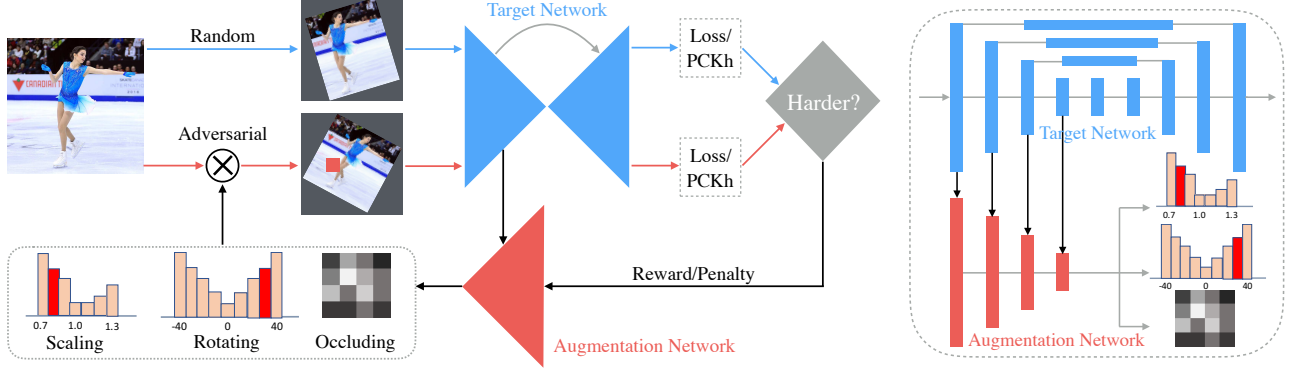 Target Network
Random
Loss/
PCKh
Harder?
Adversarial
Loss/
PCKh
Reward/Penalty
0.7 1.0 1.3
Scaling
-40 0 40
Rotating
Occluding
Augmentation Network
Target Network
0.7 1.0 1.3
-40 0 40
Augmentation Network